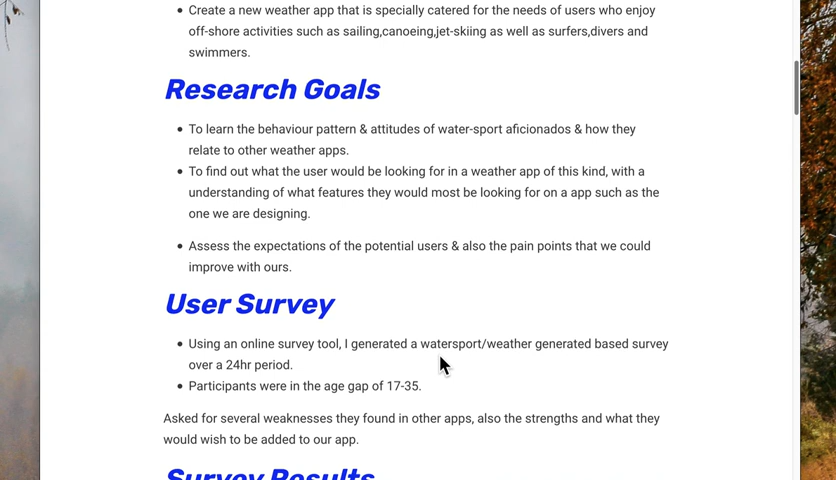 Create a new weather app that is specially catered for the needs of users who enjoy
off-shore activities such as sailing,canoeing,jet-skiing as well as surfers,divers and
swimmers.
Research Goals
To learn the behaviour pattern & attitudes of water-sport aficionados & how they
relate to other weather apps.
To find out what the user would be looking for in a weather app of this kind, with a
understanding of what features they would most be looking for on a app such as the
one we are designing.
Assess the expectations of the potential users & also the pain points that we could
improve with ours.
User Survey
Using an online survey tool, I generated a watersport/weather generated based survey
over a 24hr period.
Participants were in the age gap of 17-35.
Asked for several weaknesses they found in other apps, also the strengths and what they
would wish to be added to our app.
Survey Results